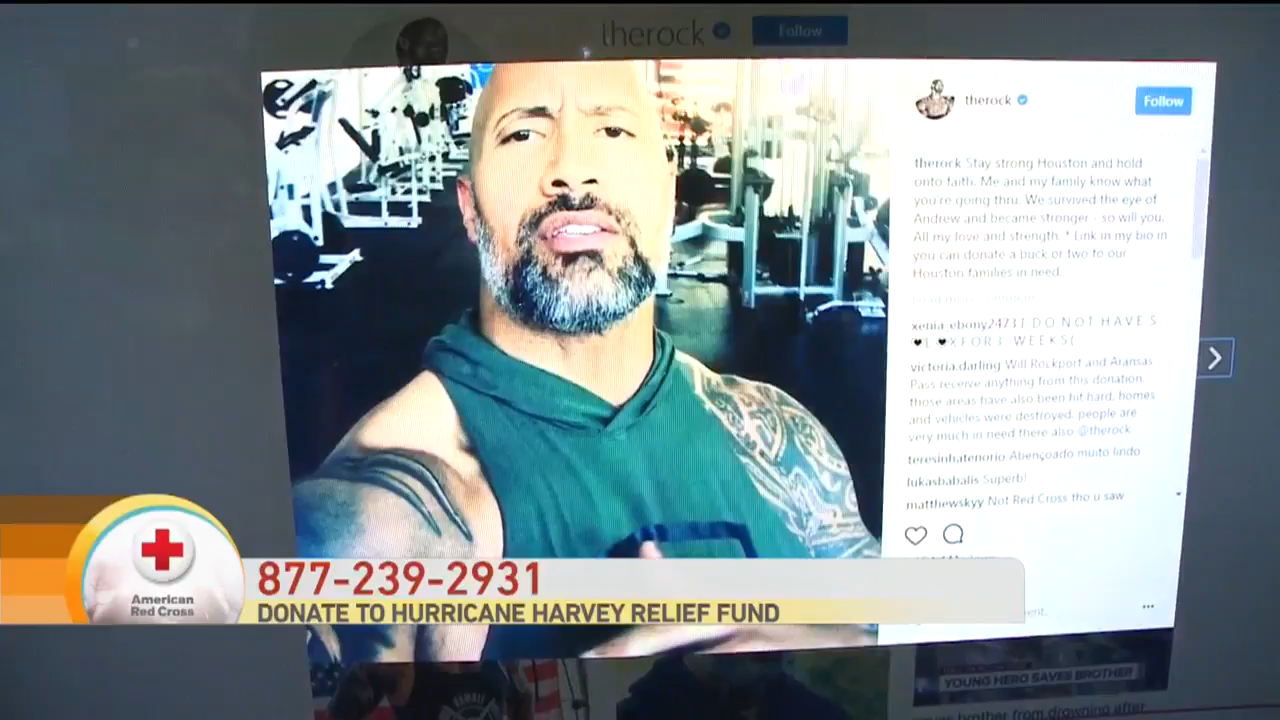 therock
Follow
therock
Follow
therock Stay strong Houston and hold
onto faith. Me and my family know what
you're going thru. We survived the eye of
Andrew and became stronger - so will you.
All my love and strength. * Link in my bio in
you can donate a buck or two to our
Houston families in need.
xenia_ebony24731 D O N O T H A V E S
♥L ♥X F O R 3 W E E K S (
victoria.darling Will Rockport and Aransas
Pass receive anything from this donation,
those areas have also been hit hard, homes
and vehicles were destroyed, people are
very much in need there also @therock
teresinhatenorio Abençoado muito lindo
lukasbabalis Superb!
matthewskyy Not Red Cross tho u saw
American
Red Cross
877-239-2931
DONATE TO HURRICANE HARVEY RELIEF FUND
YOUNG HERO SAVES BROTHER
brother from drowning after